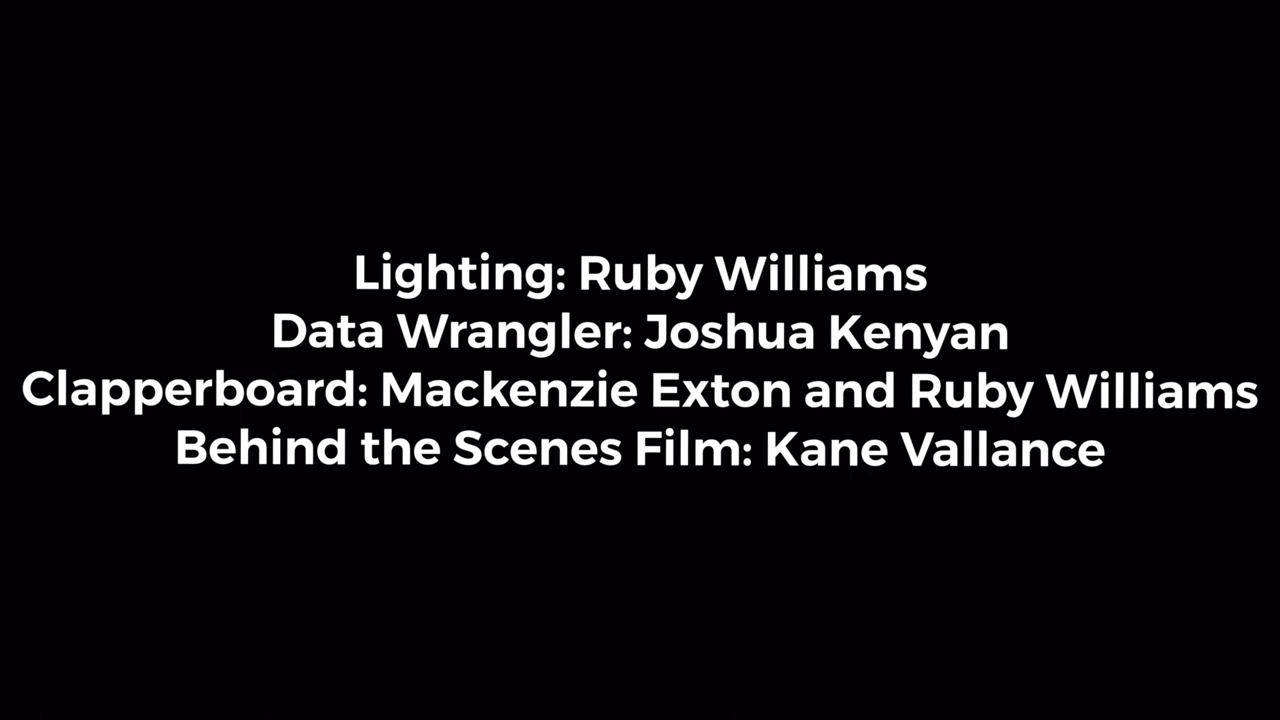 Lighting: Ruby Williams
Data Wrangler: Joshua Kenyan
Clapperboard: Mackenzie Exton and Ruby Williams
Behind the Scenes Film: Kane Vallance